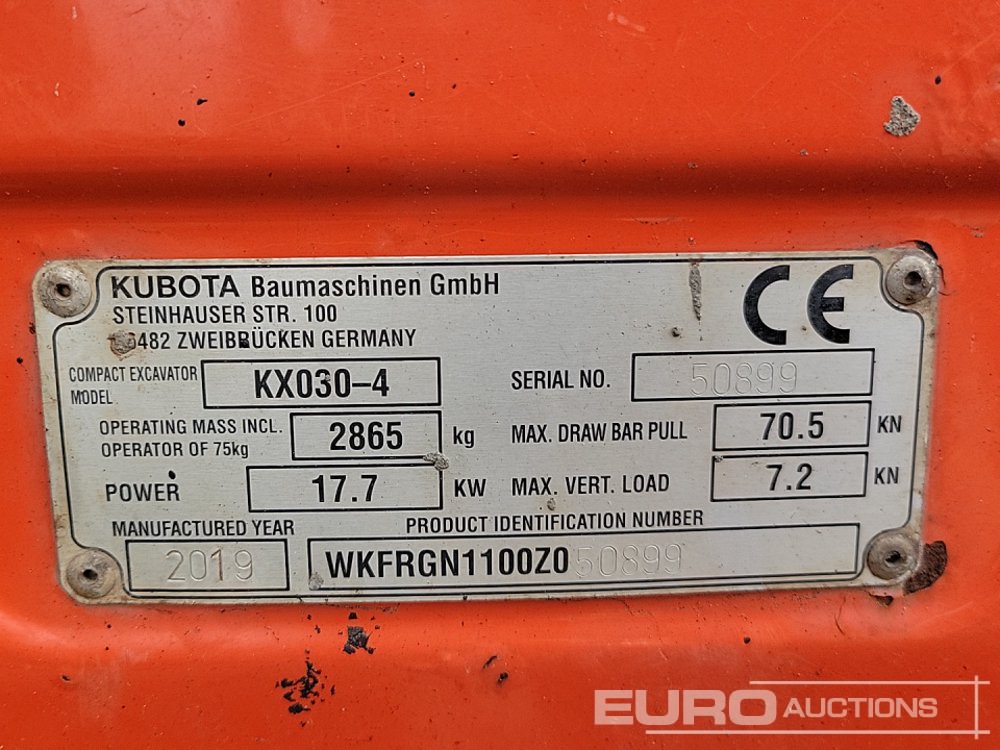 KUBOTA Baumaschinen GmbH
STEINHAUSER STR. 100
482 ZWEIBRÜCKEN GERMANY
CE
COMPACT EXCAVATOR MODEL KX030-4
SERIAL NO. 50899
OPERATING MASS INCL. OPERATOR OF 75kg 2865 kg
MAX. DRAW BAR PULL 70.5 KN
POWER 17.7 KW
MAX. VERT. LOAD 7.2 KN
MANUFACTURED YEAR
2019
PRODUCT IDENTIFICATION NUMBER
WKFRGN1100Z050899
EURO AUCTIONS